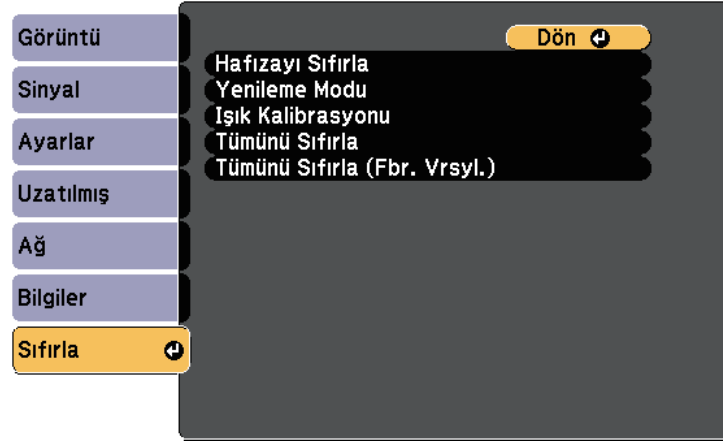 Görüntü
Sinyal
Ayarlar
Uzatılmış
Ağ
Bilgiler
Sıfırla
Dön
Hafızayı Sıfırla
Yenileme Modu
Işık Kalibrasyonu
Tümünü Sıfırla
Tümünü Sıfırla (Fbr. Vrsyl.)